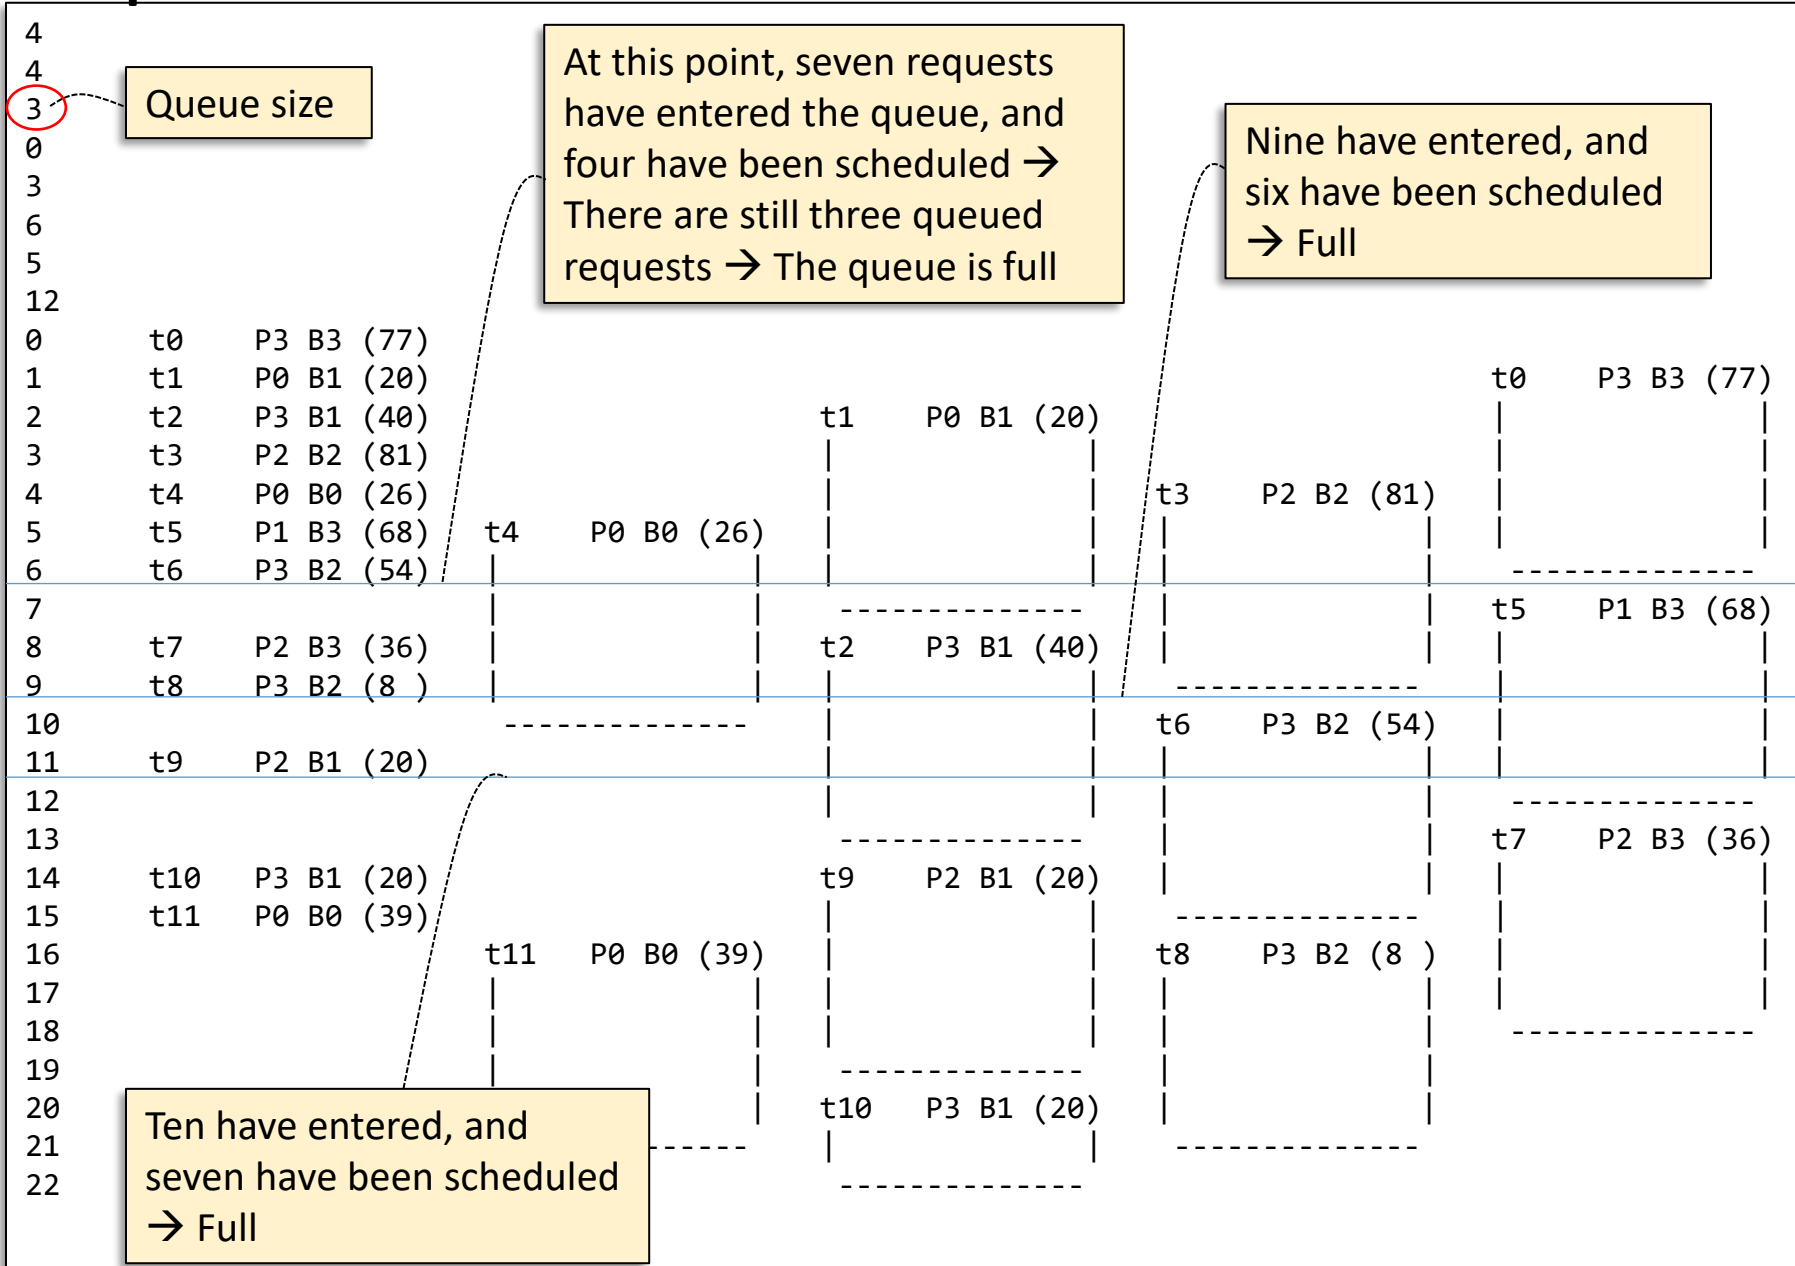 4
4
3
Queue size
At this point, seven requests
have entered the queue, and
four have been scheduled →
There are still three queued
requests → The queue is full
Nine have entered, and
six have been scheduled
→ Full
0
3
6
5
12
0 t0 P3 B3 (77)
1 t1 P0 B1 (20) t0 P3 B3 (77)
2 t2 P3 B1 (40) t1 P0 B1 (20)
3 t3 P2 B2 (81)
4 t4 P0 B0 (26) t3 P2 B2 (81)
5 t5 P1 B3 (68) t4 P0 B0 (26)
6 t6 P3 B2 (54) --------------
7 -------------- t5 P1 B3 (68)
8 t7 P2 B3 (36) t2 P3 B1 (40)
9 t8 P3 B2 (8 ) --------------
10 -------------- t6 P3 B2 (54)
11 t9 P2 B1 (20)
12 --------------
13 -------------- t7 P2 B3 (36)
14 t10 P3 B1 (20) t9 P2 B1 (20)
15 t11 P0 B0 (39) --------------
16 t11 P0 B0 (39) t8 P3 B2 (8 )
17
18 --------------
19 --------------
20 t10 P3 B1 (20)
21 ------ --------------
22 --------------
Ten have entered, and
seven have been scheduled
→ Full